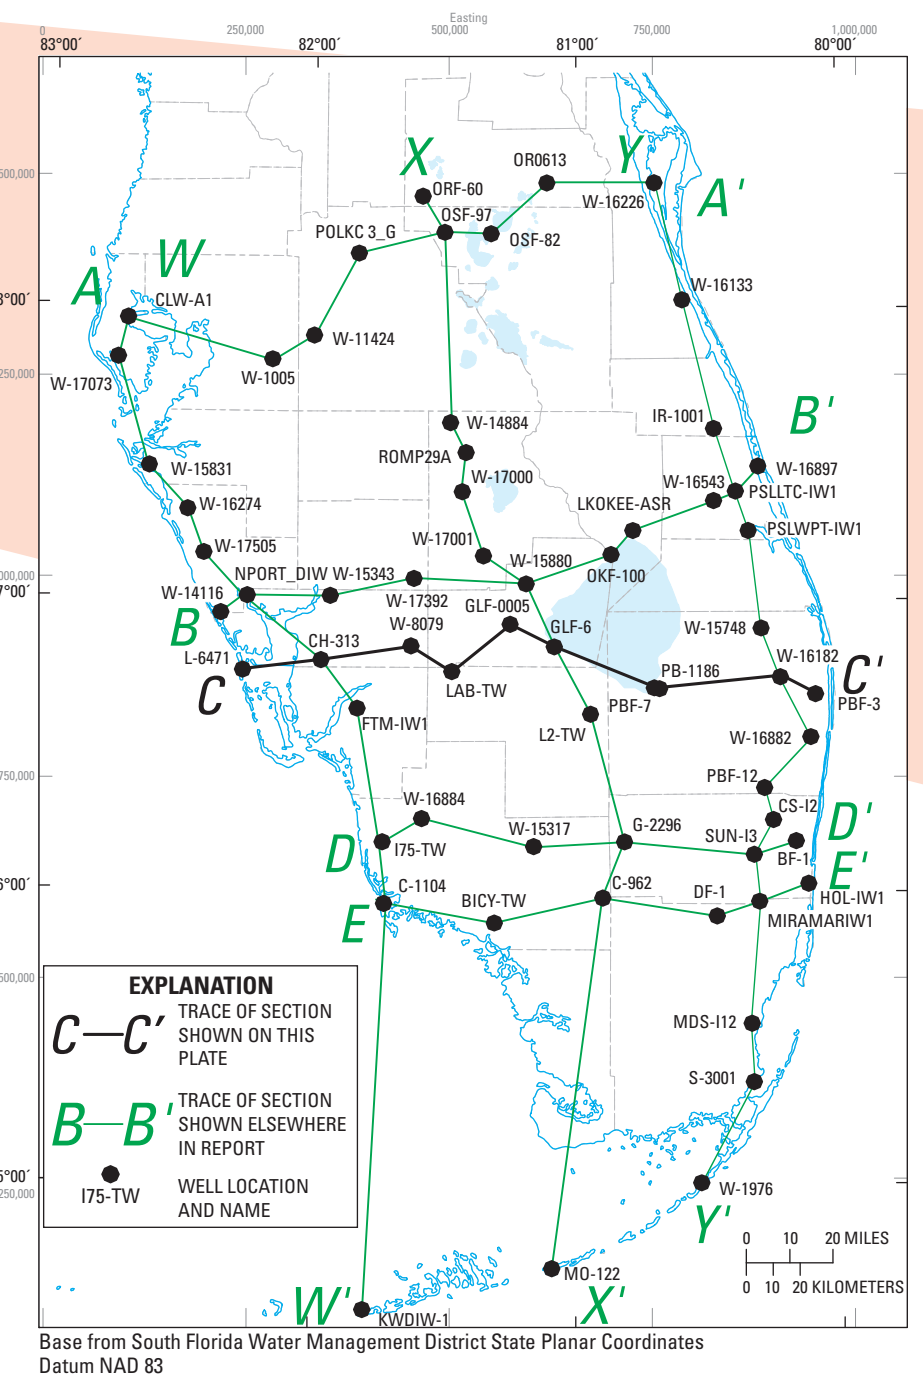 Easting
0 250,000 500,000 750,000 1,000,000
83°00′ 82°00′ 81°00′ 80°00′
X
Y
OR0613
500,000
ORF-60
W-16226
A'
OSF-97
POLKC 3_G
OSF-82
W
A
CLW-A1
W-16133
8°00′
W-11424
W-1005
250,000
W-17073
B'
IR-1001
W-14884
ROMP29A
W-15831
W-17000
W-16543
W-16897
PSLLTC-IW1
W-16274
LKOKEE-ASR
PSLWPT-IW1
W-17505
W-17001
W-15880
000,000
NPORT_DIW W-15343
OKF-100
7°00′
W-14116
W-17392
GLF-0005
B
W-8079
GLF-6
W-15748
L-6471
CH-313
W-16182
C
LAB-TW
PB-1186
C'
PBF-7
PBF-3
FTM-IW1
L2-TW
W-16882
750,000
PBF-12
W-16884
CS-I2
D'
W-15317
G-2296
SUN-I3
D
I75-TW
BF-1
E'
6°00′
C-1104
C-962
DF-1
HOL-IW1
BICY-TW
E
MIRAMARIW1
500,000
EXPLANATION
C—C′ TRACE OF SECTION
SHOWN ON THIS
PLATE
MDS-I12
S-3001
B—B' TRACE OF SECTION
SHOWN ELSEWHERE
IN REPORT
5°00′
I75-TW WELL LOCATION
AND NAME
250,000
W-1976
Y'
0 10 20 MILES
MO-122
0 10 20 KILOMETERS
W'
X'
KWDIW-1
Base from South Florida Water Management District State Planar Coordinates
Datum NAD 83